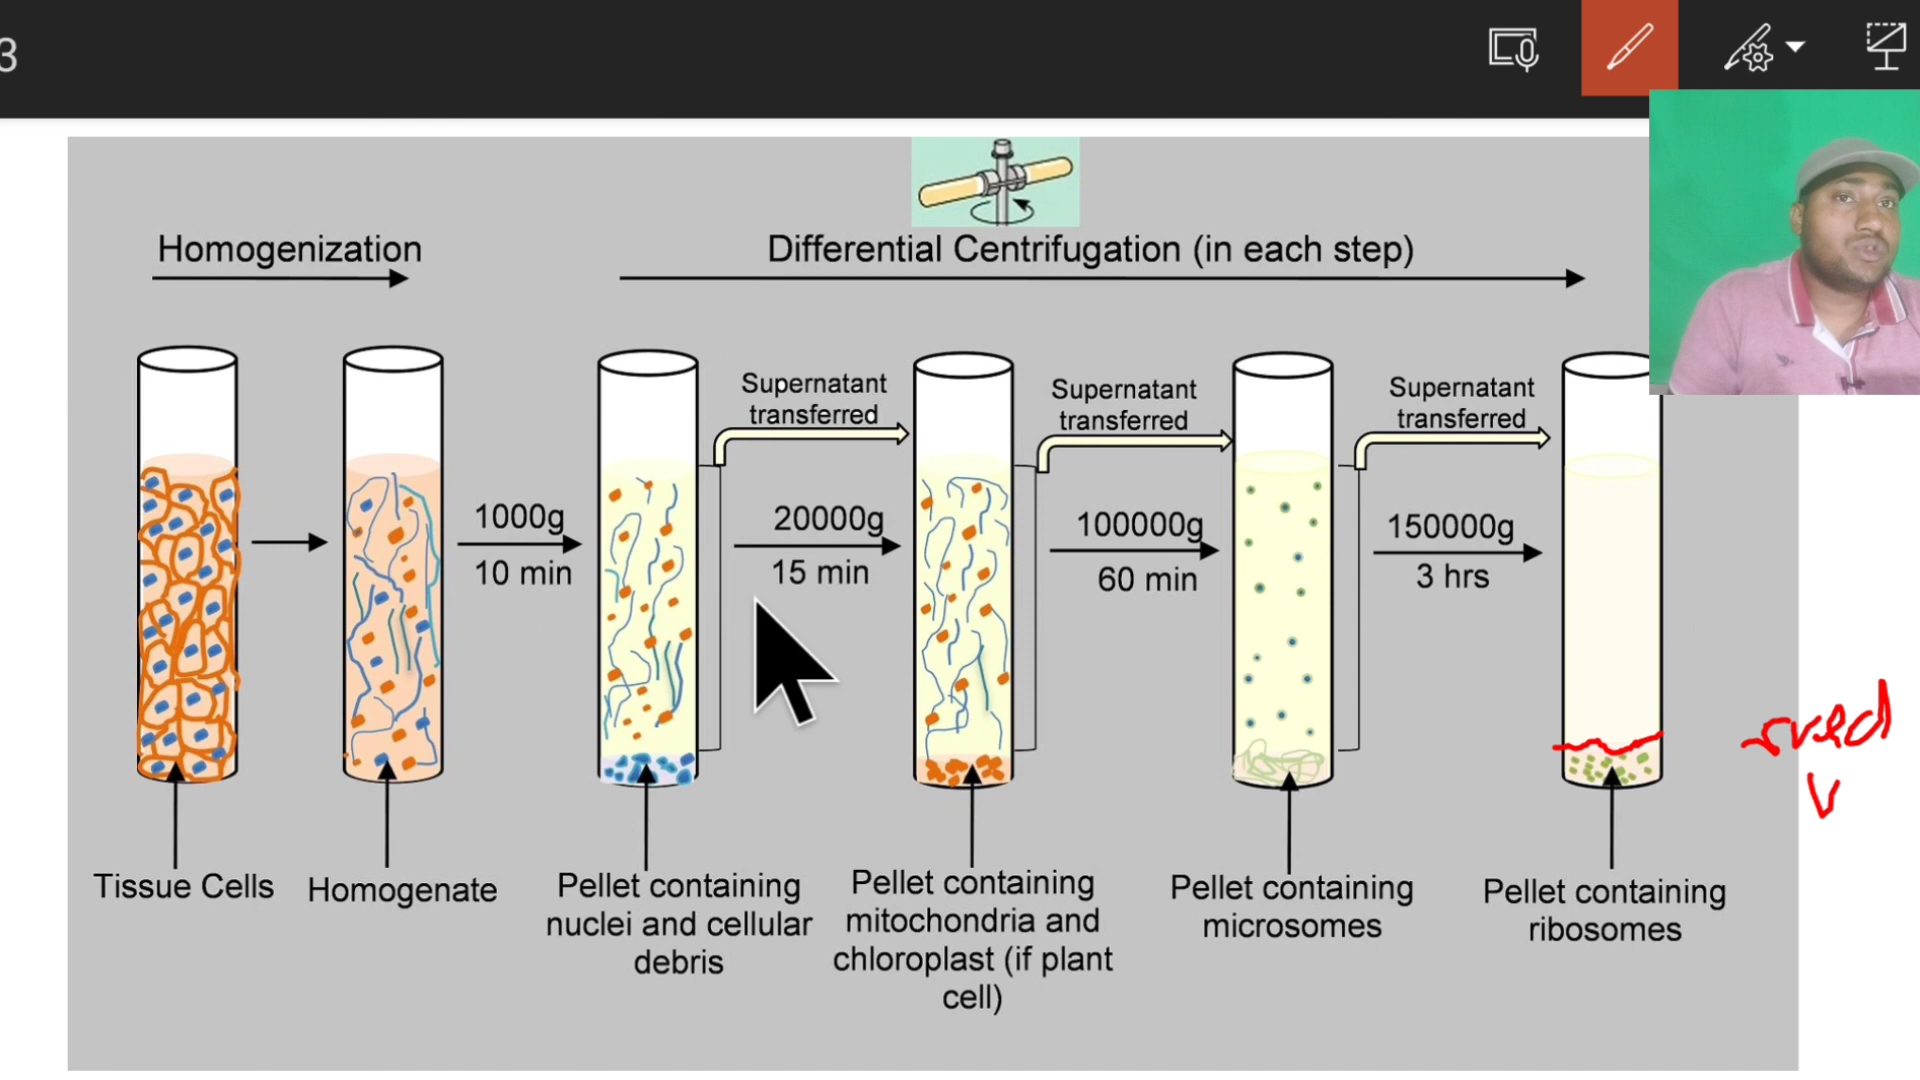 3
Homogenization
Differential Centrifugation (in each step)
Supernatant
transferred
Supernatant
transferred
Supernatant
transferred
1000g
10 min
20000g
15 min
100000g
60 min
150000g
3 hrs
Tissue Cells
Homogenate
Pellet containing
nuclei and cellular
debris
Pellet containing
mitochondria and
chloroplast (if plant
cell)
Pellet containing
microsomes
Pellet containing
ribosomes